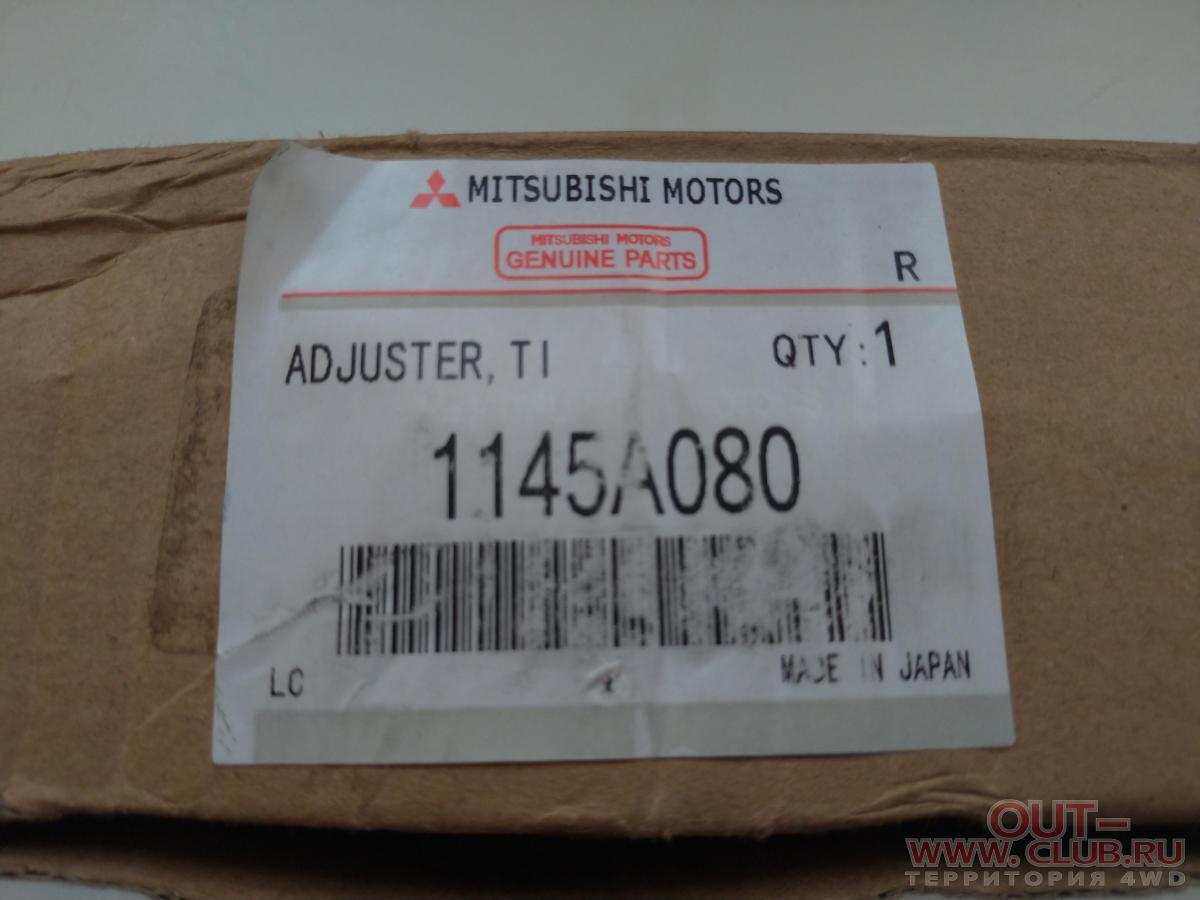 MITSUBISHI MOTORS
MITSUBISHI MOTORS
GENUINE PARTS
R
ADJUSTER, TI QTY:1
1145A080
LC MADE IN JAPAN
OUT-
WWW.CLUB.RU
ТЕРРИТОРИЯ 4WD